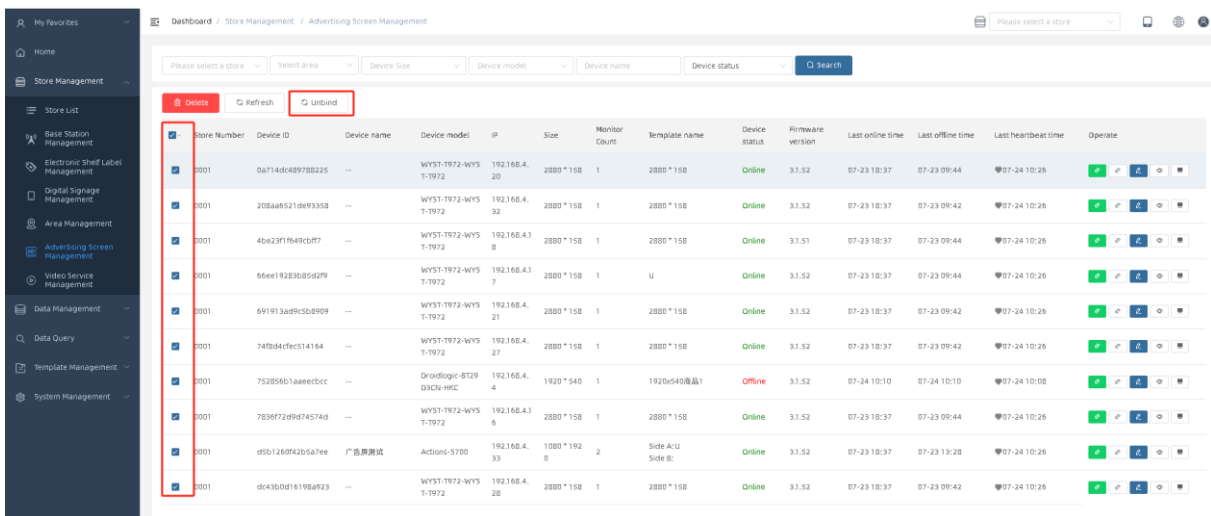 My Favorites
Dashboard / Store Management / Advertising Screen Management
Please select a store
Home
Store Management
Store List
Base Station
Management
Electronic Shelf Label
Management
Digital Signage
Management
Area Management
Advertising Screen
Management
Video Service
Management
Data Management
Data Query
Template Management
System Management
Please select a store
Select area
Device Size
Device model
Device name
Device status
Search
Delete
Refresh
Unbind
Store Number Device ID Device name Device model IP Size Monitor Count Template name Device status Firmware version Last online time Last offline time Last heartbeat time Operate
0001 0a714dc489788225 -- WY5T-T972-WY5T-T972 192.168.4.20 2880 * 158 1 2880 * 158 Online 3.1.52 07-23 18:37 07-23 09:44 07-24 10:26
0001 208aa6521de93358 -- WY5T-T972-WY5T-T972 192.168.4.32 2880 * 158 1 2880 * 158 Online 3.1.52 07-23 18:37 07-23 09:42 07-24 10:26
0001 4be23f1f649cbff7 -- WY5T-T972-WY5T-T972 192.168.4.18 2880 * 158 1 2880 * 158 Online 3.1.51 07-23 18:37 07-23 09:44 07-24 10:26
0001 66ee19283b85d2f9 -- WY5T-T972-WY5T-T972 192.168.4.17 2880 * 158 1 U Online 3.1.52 07-23 18:37 07-23 09:44 07-24 10:26
0001 691913ad9c5b8909 -- WY5T-T972-WY5T-T972 192.168.4.21 2880 * 158 1 2880 * 158 Online 3.1.52 07-23 18:37 07-23 09:42 07-24 10:26
0001 74f8d4cfec514164 -- WY5T-T972-WY5T-T972 192.168.4.27 2880 * 158 1 2880 * 158 Online 3.1.52 07-23 18:37 07-23 09:42 07-24 10:26
0001 752856b1aaeecbcc -- Droidlogic-BT29D3CN-HKC 192.168.4.4 1920 * 540 1 1920x540商品1 Offline 3.1.52 07-24 10:10 07-24 10:10 07-24 10:08
0001 7836f72d9d74574d -- WY5T-T972-WY5T-T972 192.168.4.16 2880 * 158 1 2880 * 158 Online 3.1.52 07-23 18:37 07-23 09:44 07-24 10:26
0001 d5b1260f42b5a7ee 广告屏测试 Actions-S700 192.168.4.33 1080 * 1920 2 Side A:U Side B: Online 3.1.52 07-23 18:37 07-23 13:28 07-24 10:26
0001 dc43b0d16198a923 -- WY5T-T972-WY5T-T972 192.168.4.28 2880 * 158 1 2880 * 158 Online 3.1.52 07-23 18:37 07-23 09:42 07-24 10:26